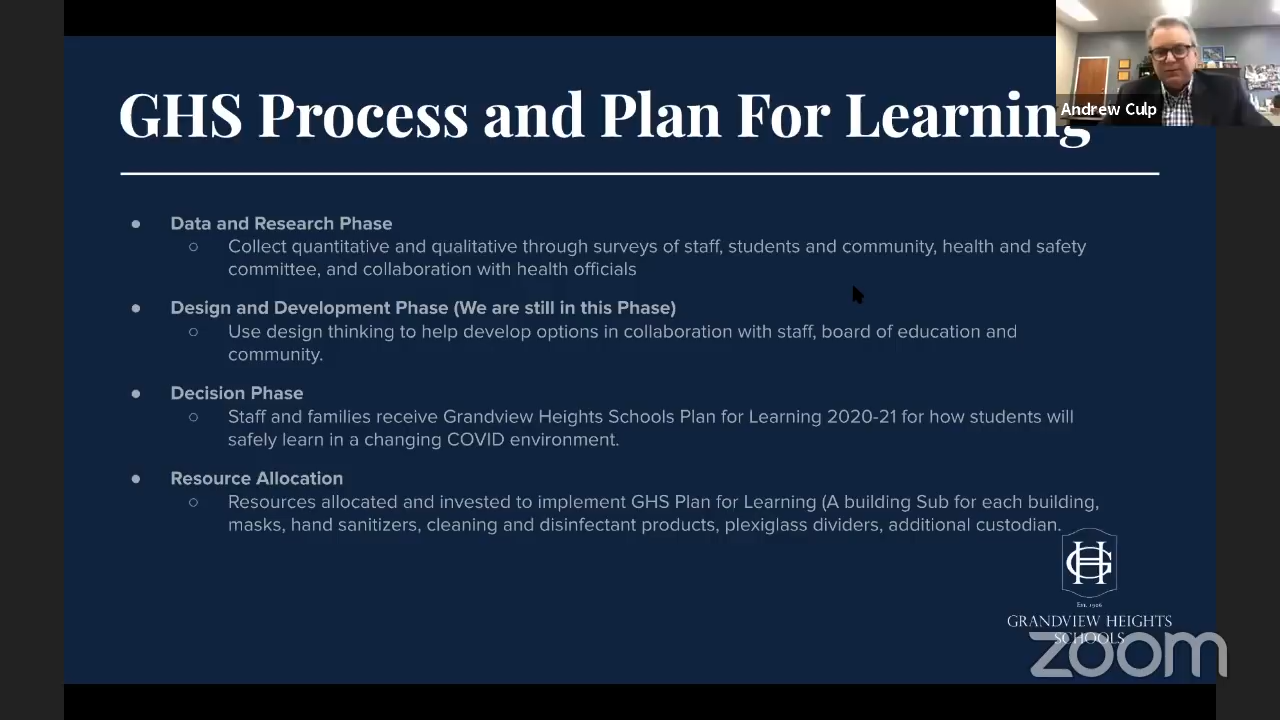 GHS Process and Plan For Learning
Andrew Culp
● Data and Research Phase
○ Collect quantitative and qualitative through surveys of staff, students and community, health and safety
committee, and collaboration with health officials
● Design and Development Phase (We are still in this Phase)
○ Use design thinking to help develop options in collaboration with staff, board of education and
community.
● Decision Phase
○ Staff and families receive Grandview Heights Schools Plan for Learning 2020-21 for how students will
safely learn in a changing COVID environment.
● Resource Allocation
○ Resources allocated and invested to implement GHS Plan for Learning (A building Sub for each building,
masks, hand sanitizers, cleaning and disinfectant products, plexiglass dividers, additional custodian.
GH
Est. 1906
GRANDVIEW HEIGHTS
SCHOOLS
zoom